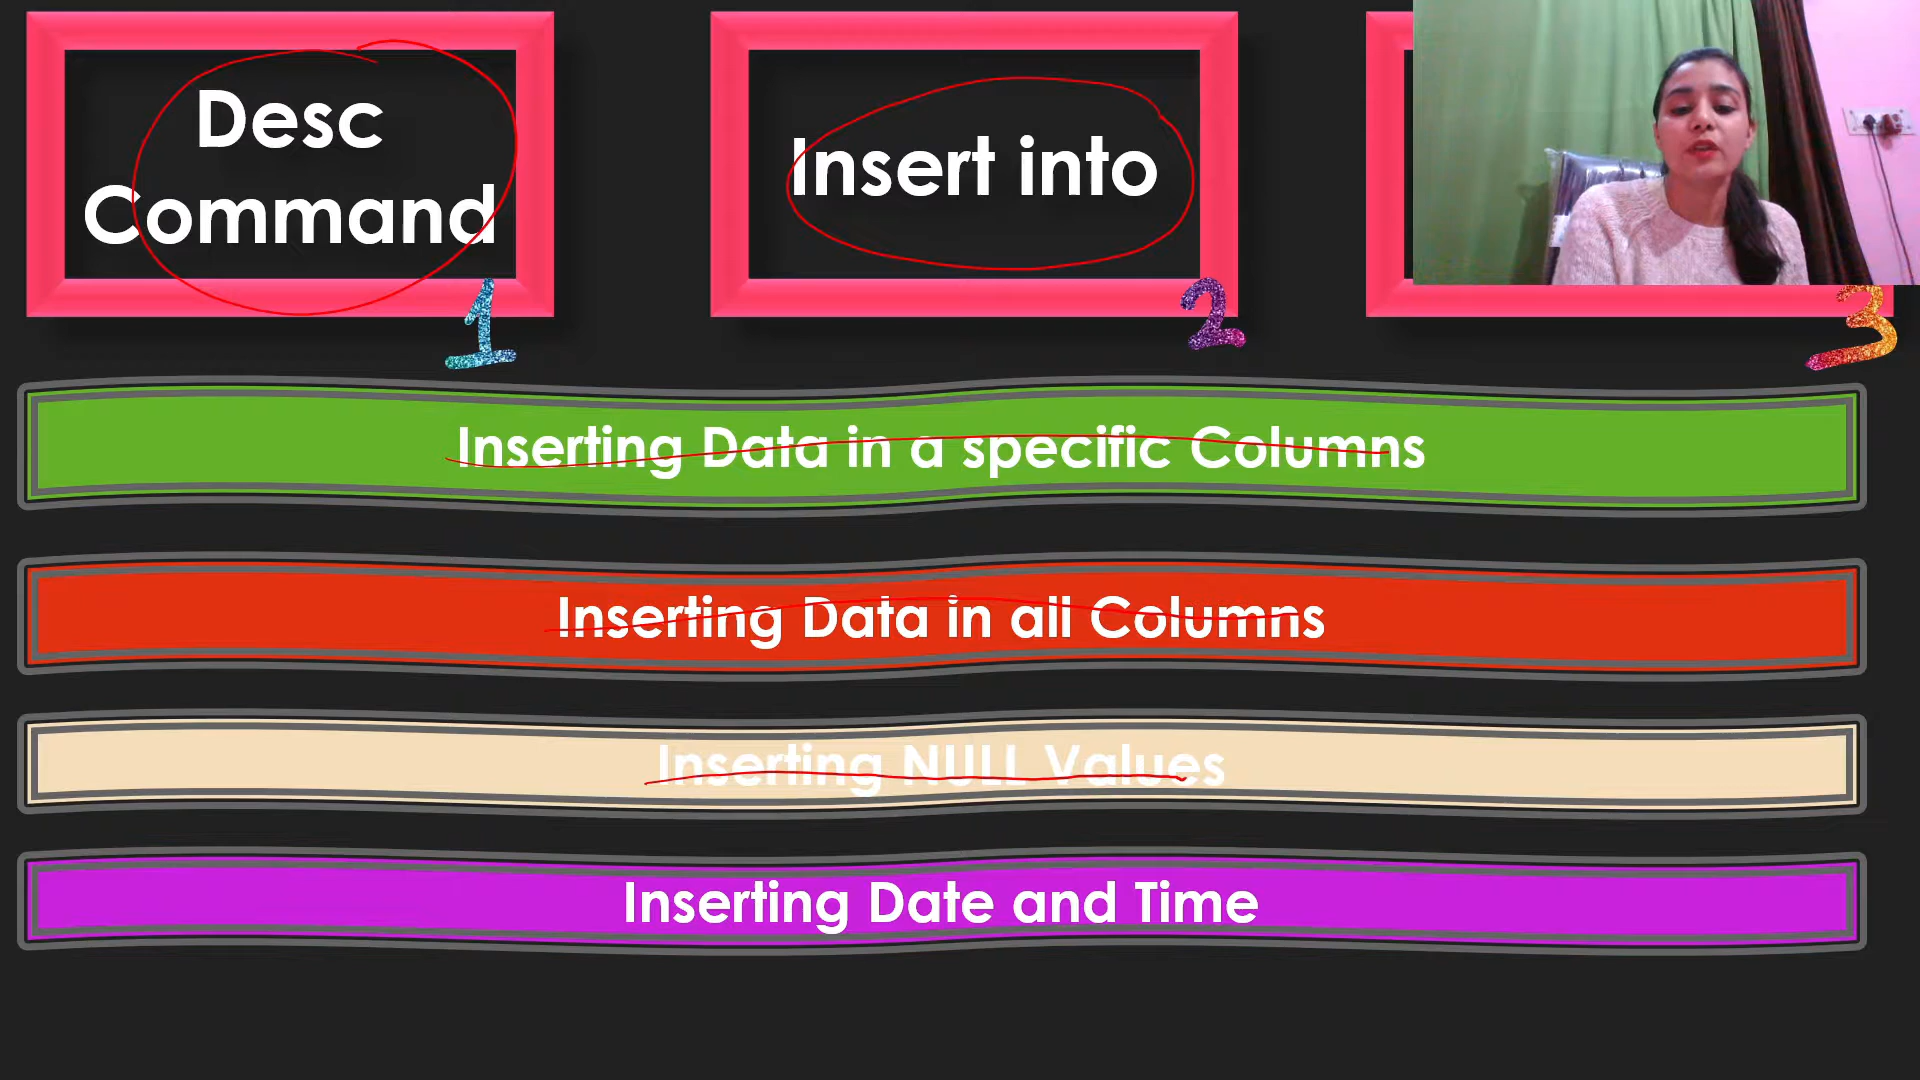 Desc
Command
1
Insert into
2
3
Inserting Data in a specific Columns
Inserting Data in all Columns
Inserting NULL Values
Inserting Date and Time